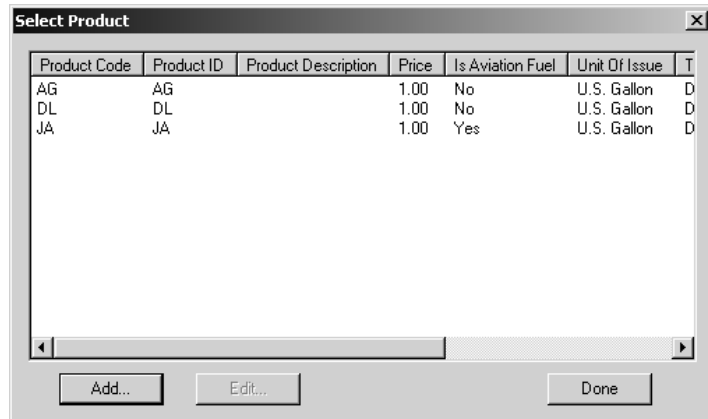 Select Product
Product Code Product ID Product Description Price Is Aviation Fuel Unit Of Issue T
AG AG 1.00 No U.S. Gallon D
DL DL 1.00 No U.S. Gallon D
JA JA 1.00 Yes U.S. Gallon D
Add... Edit... Done